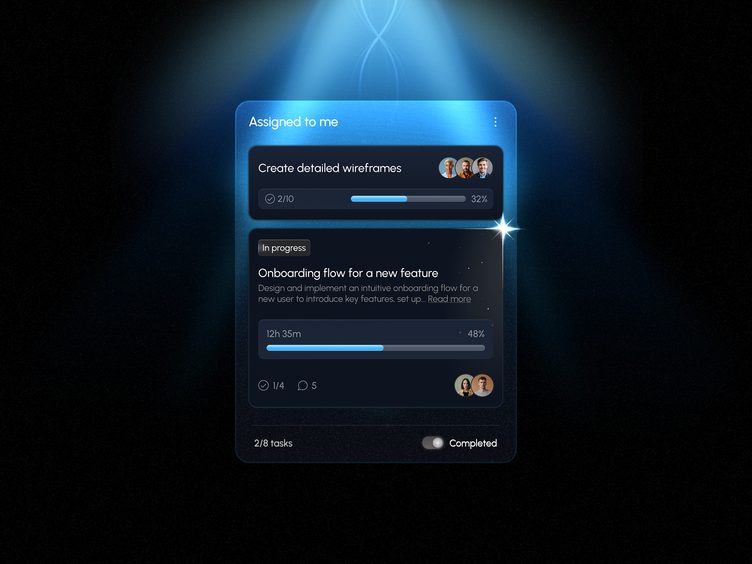 Assigned to me
Create detailed wireframes
2/10
32%
In progress
Onboarding flow for a new feature
Design and implement an intuitive onboarding flow for a
new user to introduce key features, set up... Read more
12h 35m
48%
1/4
5
2/8 tasks
Completed